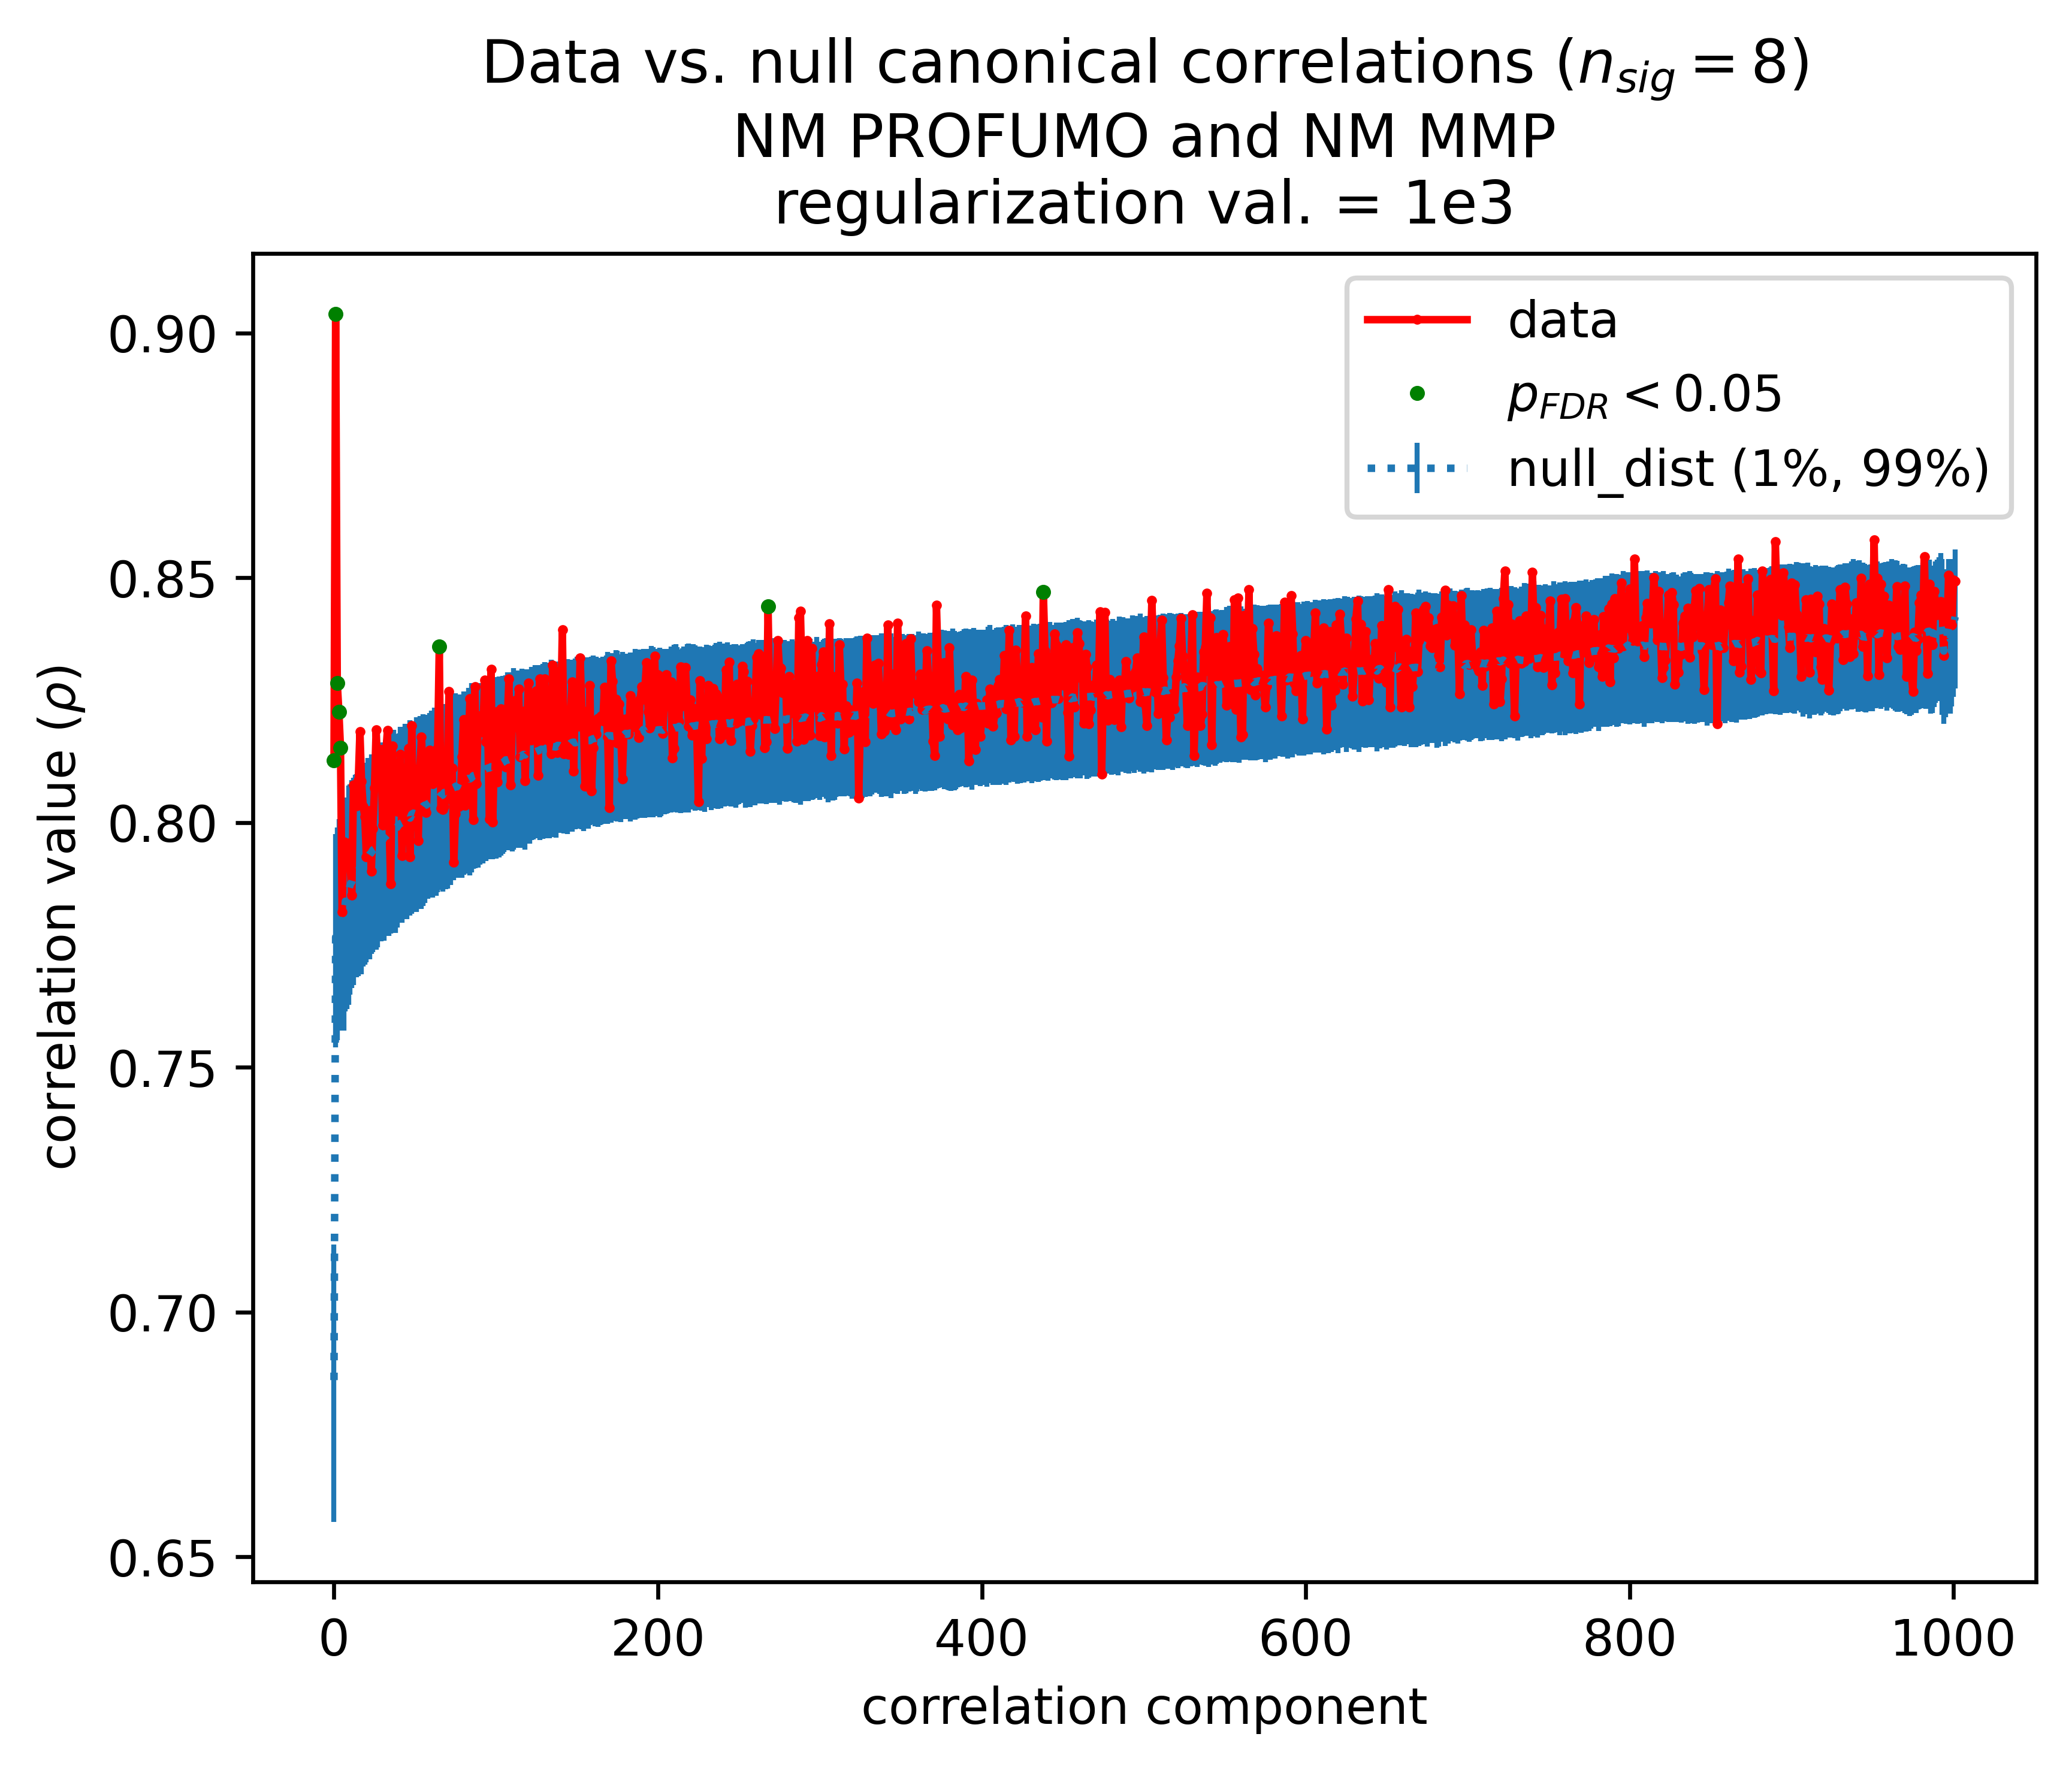 Data vs. null canonical correlations (n_sig = 8)
NM PROFUMO and NM MMP
regularization val. = 1e3
data
p_FDR < 0.05
null_dist (1%, 99%)
0.90
0.85
0.80
0.75
0.70
0.65
correlation value (ρ)
0 200 400 600 800 1000
correlation component